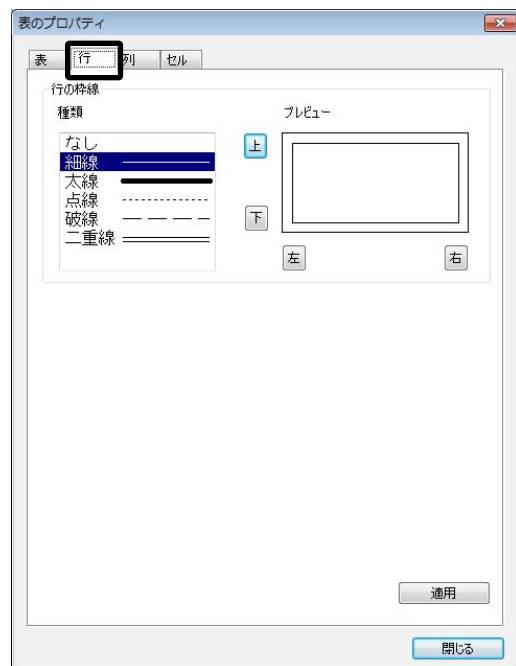 表のプロパティ
表 行 列 セル
行の枠線
種類 プレビュー
なし
細線
太線
点線
破線
二重線
上
下
左 右
適用
閉じる